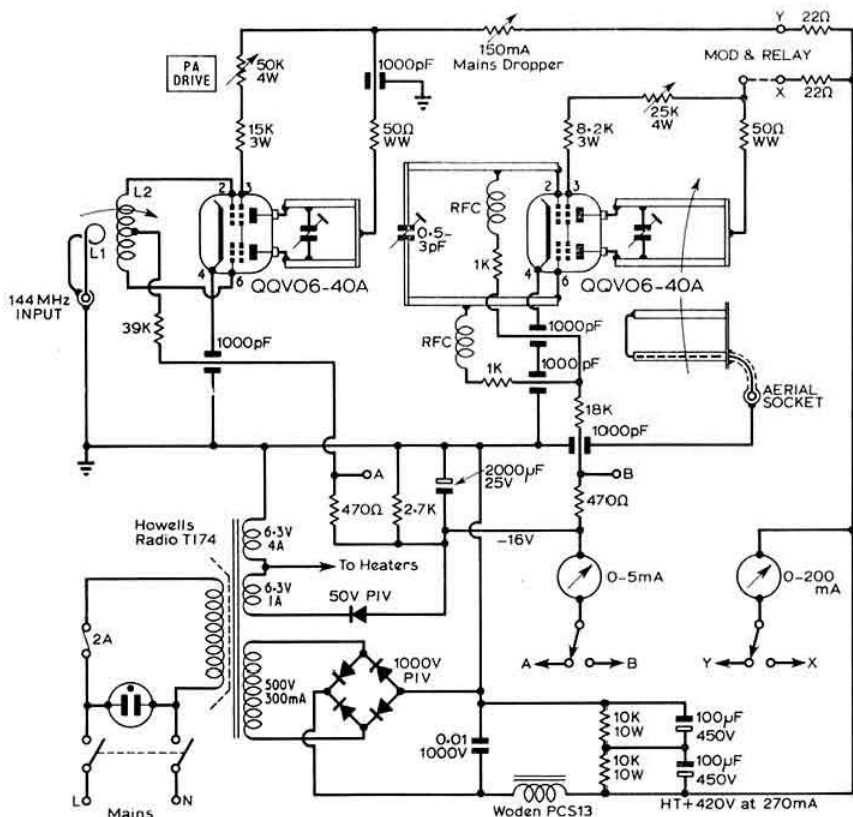 Y
22Ω
150mA
Mains Dropper
MOD & RELAY
X
22Ω
PA
DRIVE
50K
4W
1000pF
25K
4W
15K
3W
50Ω
WW
8·2K
3W
50Ω
WW
L2
2
3
RFC
2
3
L1
0·5-
3pF
4
6
1K
4
6
QQVO6-40A
QQVO6-40A
144MHz
INPUT
39K
1000pF
1000pF
1000pF
RFC
1K
18K
AERIAL
SOCKET
1000pF
A
2000µF
25V
B
470Ω
2·7K
470Ω
Howells
Radio T174
6·3V
4A
-16V
To Heaters
0-5mA
0-200
mA
6·3V
1A
50V PIV
2A
A
B
Y
X
500V
300mA
1000V
PIV
0·01
1000V
10K
10W
100µF
450V
10K
10W
100µF
450V
L
N
Mains
Woden PCS13
HT+420V at 270mA